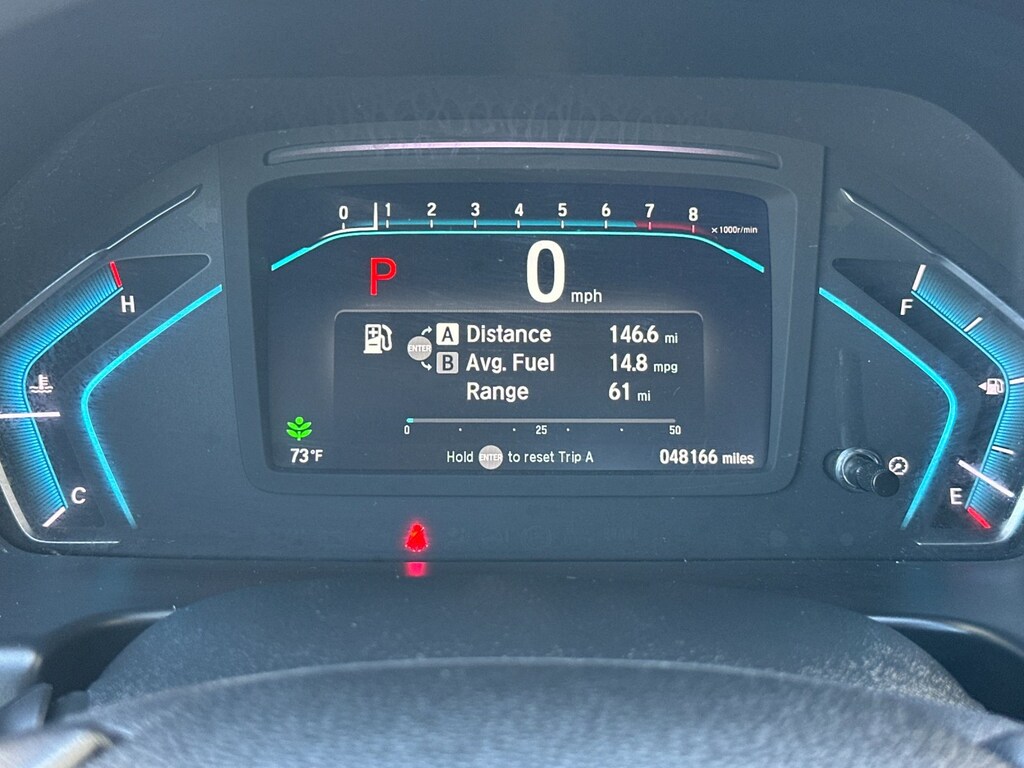 0 1 2 3 4 5 6 7 8 x1000r/min
P 0 mph
H
F
A Distance 146.6 mi
ENTER
B Avg. Fuel 14.8 mpg
Range 61 mi
0 25 50
73°F
Hold ENTER to reset Trip A
048166 miles
C
E